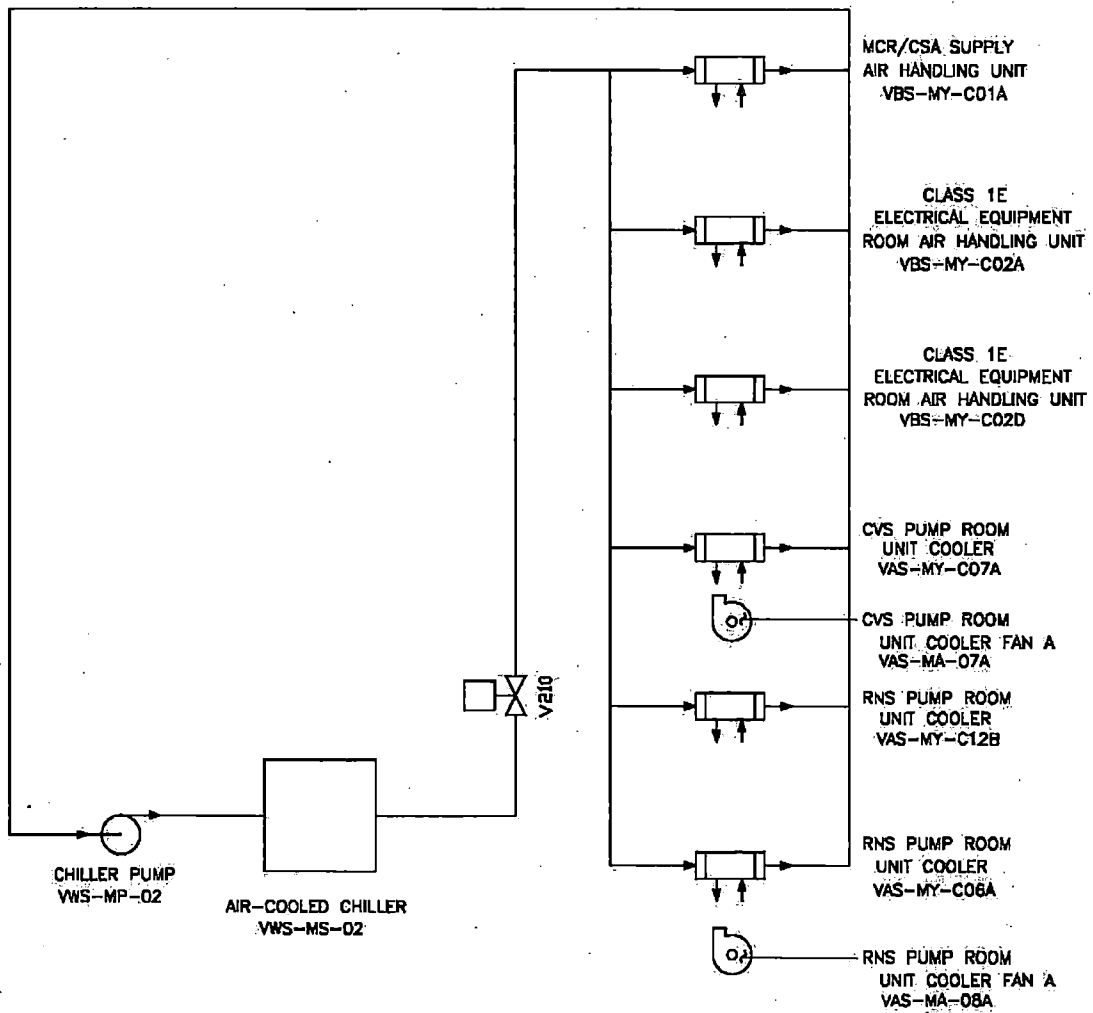 MCR/CSA SUPPLY
AIR HANDLING UNIT
VBS-MY-C01A
CLASS 1E
ELECTRICAL EQUIPMENT
ROOM AIR HANDLING UNIT
VBS-MY-C02A
CLASS 1E
ELECTRICAL EQUIPMENT
ROOM AIR HANDLING UNIT
VBS-MY-C02D
CVS PUMP ROOM
UNIT COOLER
VAS-MY-C07A
CVS PUMP ROOM
UNIT COOLER FAN A
VAS-MA-07A
V210
RNS PUMP ROOM
UNIT COOLER
VAS-MY-C12B
RNS PUMP ROOM
UNIT COOLER
VAS-MY-C06A
CHILLER PUMP
VWS-MP-02
AIR-COOLED CHILLER
VWS-MS-02
RNS PUMP ROOM
UNIT COOLER FAN A
VAS-MA-08A